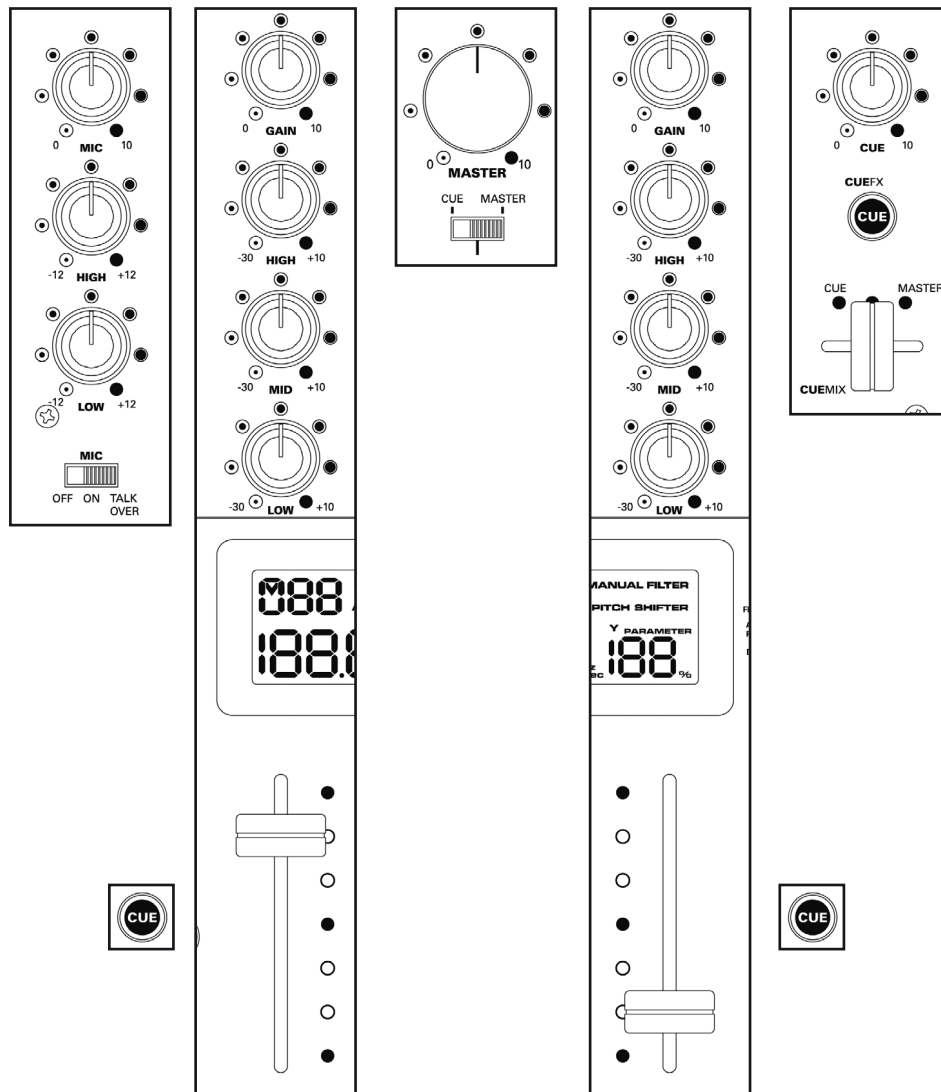 0 MIC 10
-12 HIGH +12
-12 LOW +12
MIC
OFF ON TALK OVER
0 GAIN 10
-30 HIGH +10
-30 MID +10
-30 LOW +10
188
188.8
0 MASTER 10
CUE MASTER
0 GAIN 10
-30 HIGH +10
-30 MID +10
-30 LOW +10
MANUAL FILTER
PITCH SHIFTER
Y PARAMETER
188 %
0 CUE 10
CUEFX
CUE
CUE MASTER
CUEMIX
CUE
CUE